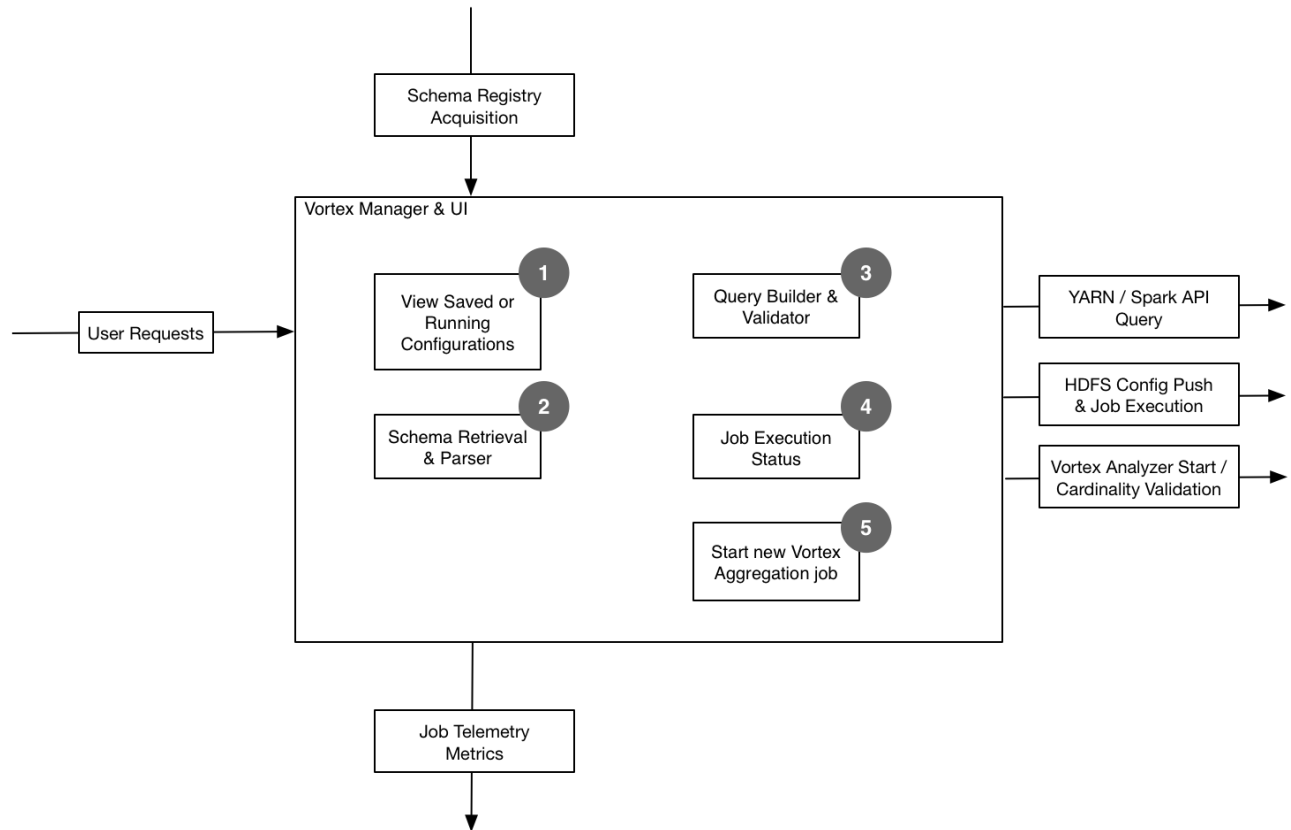 Schema Registry
Acquisition
Vortex Manager & UI
1
View Saved or
Running
Configurations
2
Schema Retrieval
& Parser
3
Query Builder &
Validator
4
Job Execution
Status
5
Start new Vortex
Aggregation job
User Requests
YARN / Spark API
Query
HDFS Config Push
& Job Execution
Vortex Analyzer Start /
Cardinality Validation
Job Telemetry
Metrics